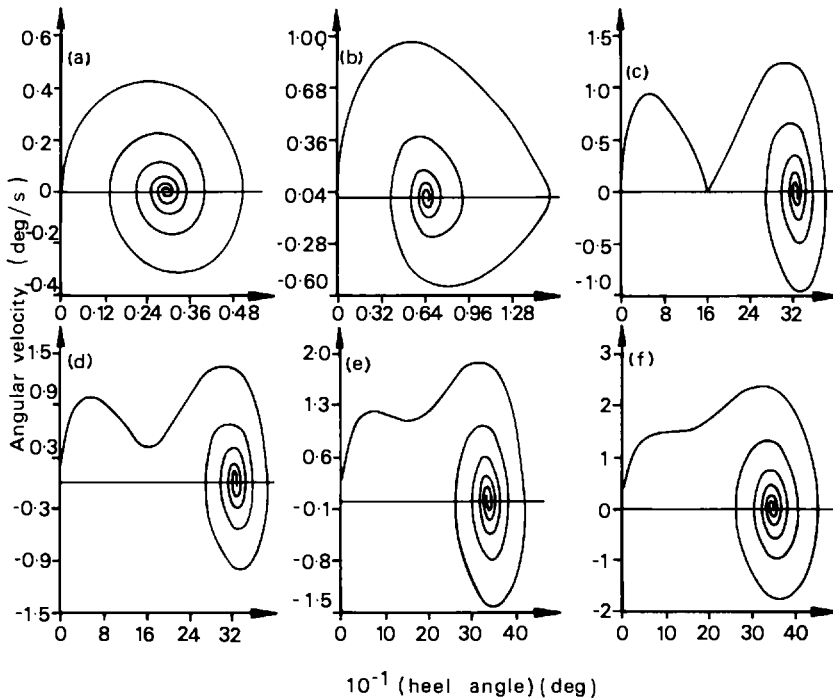 Angular velocity (deg/s)
(a)
0·6
0·4
0·2
0
-0·2
-0·4
0 0·12 0·24 0·36 0·48
(b)
1·00
0·68
0·36
0·04
-0·28
-0·60
0 0·32 0·64 0·96 1·28
(c)
1·5
1·0
0·5
0
-0·5
-1·0
0 8 16 24 32
(d)
1·5
0·9
0·3
-0·3
-0·9
-1·5
0 8 16 24 32
(e)
2·0
1·3
0·6
-0·1
-0·8
-1·5
0 10 20 30 40
(f)
3
2
1
0
-1
-2
0 10 20 30 40
10⁻¹ (heel angle) (deg)